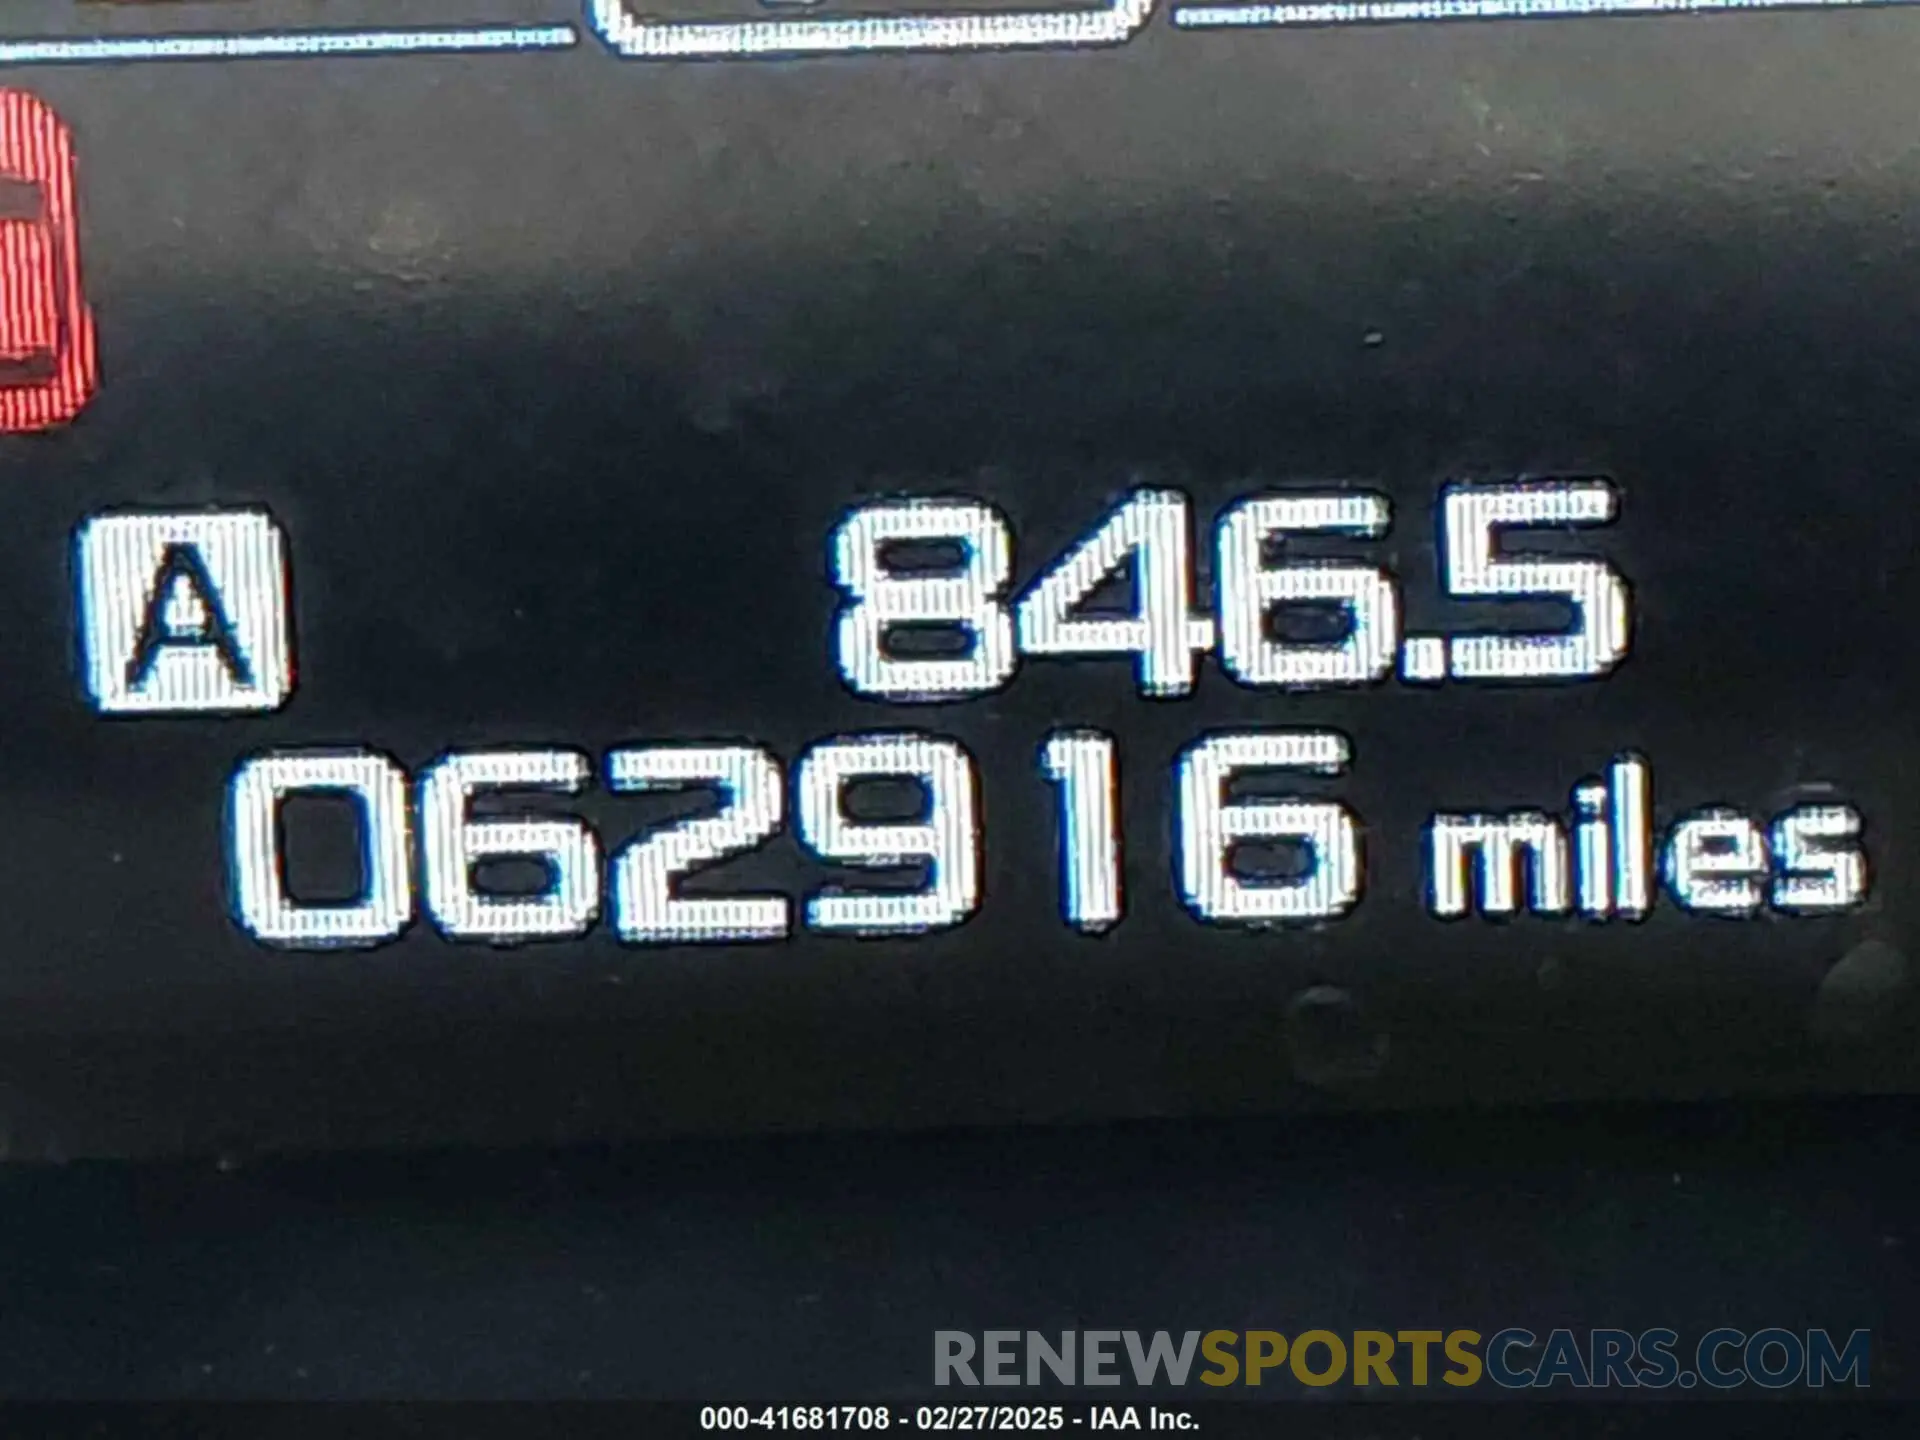 A 846.5
062916 miles
RENEWSPORTSCARS.COM
000-41681708 - 02/27/2025 - IAA Inc.